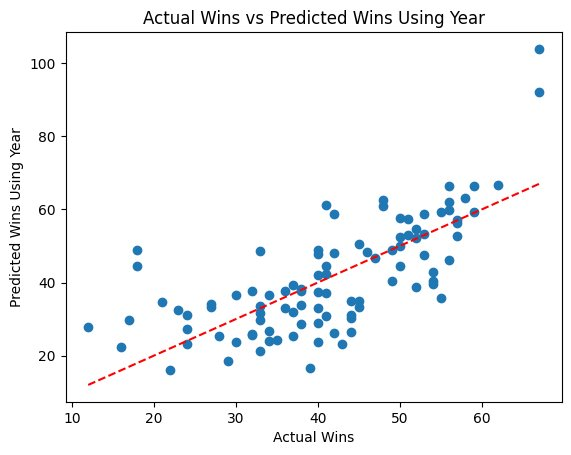 Actual Wins vs Predicted Wins Using Year
Predicted Wins Using Year
100
80
60
40
20
10 20 30 40 50 60
Actual Wins